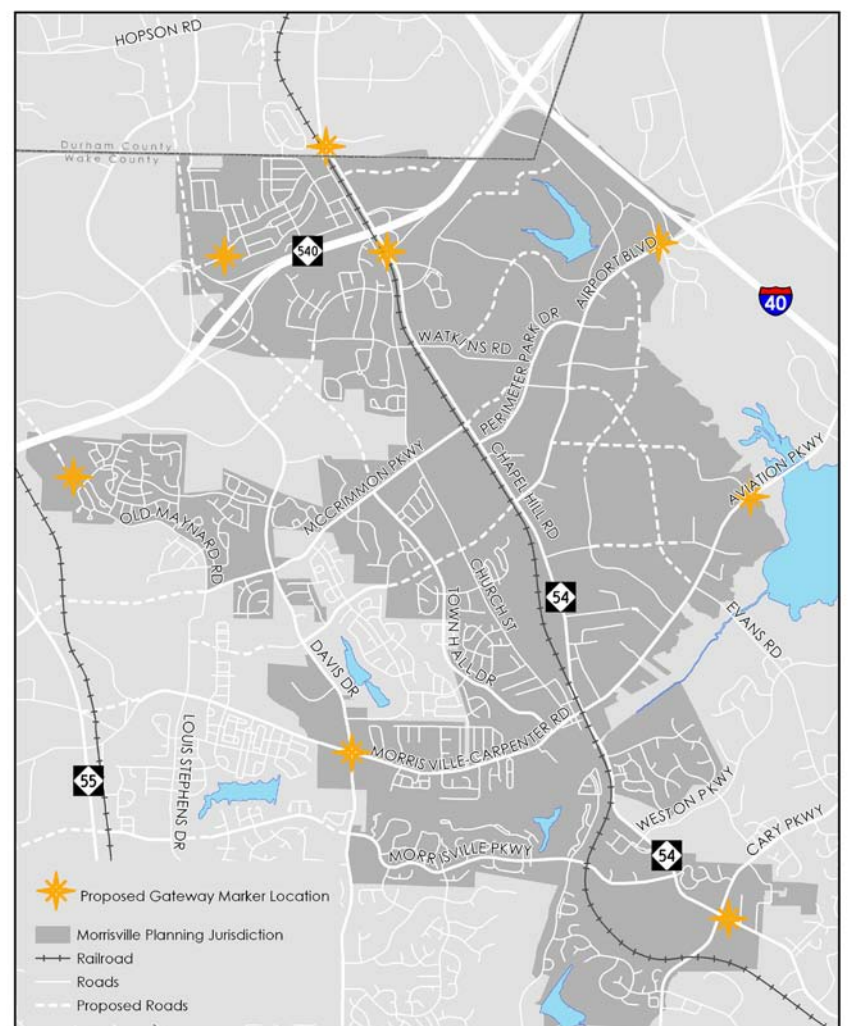 HOPSON RD
Durham County
Wake County
540
AIRPORT BLVD
40
WATKINS RD
PERIMETER PARK DR
MCCRIMMON PKWY
CHAPEL HILL RD
AVIATION PKWY
OLD MAYNARD RD
CHURCH ST
54
TOWN HALL DR
EVANS RD
DAVIS DR
LOUIS STEPHENS DR
MORRISVILLE-CARPENTER RD
55
WESTON PKWY
CARY PKWY
MORRISVILLE PKWY
54
Proposed Gateway Marker Location
Morrisville Planning Jurisdiction
Railroad
Roads
Proposed Roads